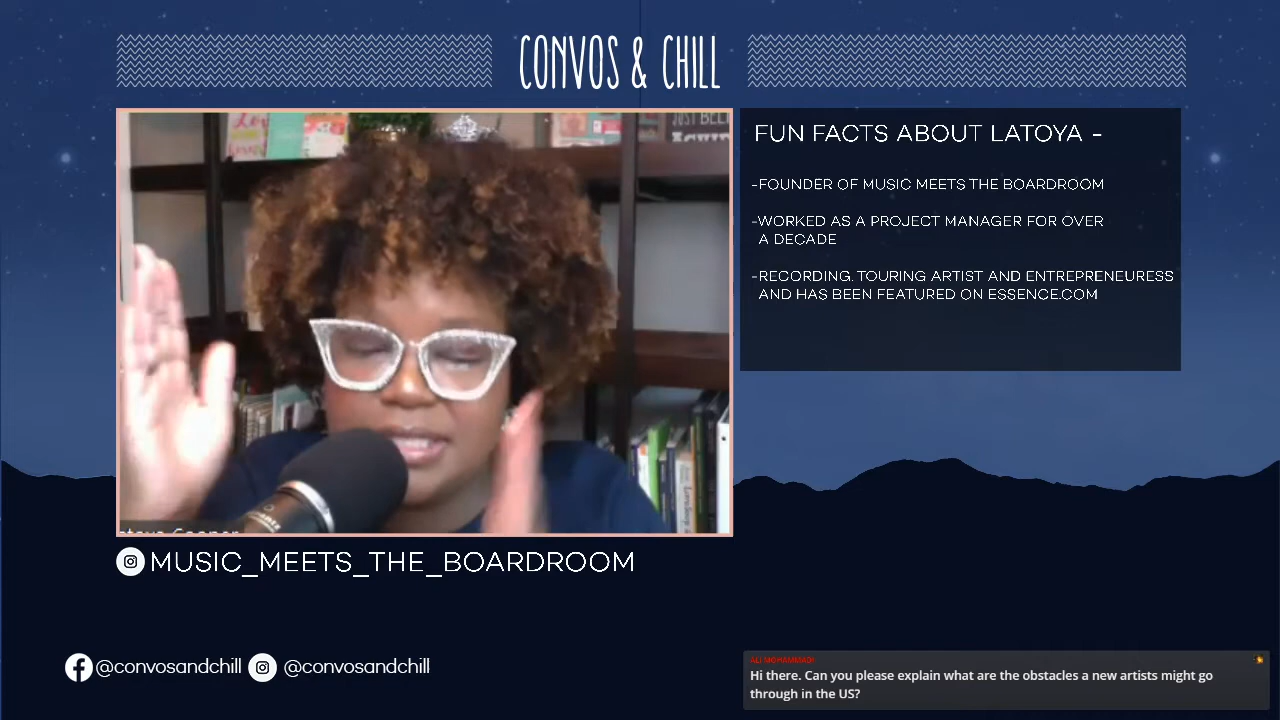 CONVOS & CHILL
FUN FACTS ABOUT LATOYA -
-FOUNDER OF MUSIC MEETS THE BOARDROOM
-WORKED AS A PROJECT MANAGER FOR OVER
A DECADE
-RECORDING, TOURING ARTIST AND ENTREPRENEURESS
AND HAS BEEN FEATURED ON ESSENCE.COM
JUST BEE
MUSIC_MEETS_THE_BOARDROOM
@convosandchill @convosandchill
ALI MOHAMMADI
Hi there. Can you please explain what are the obstacles a new artists might go
through in the US?